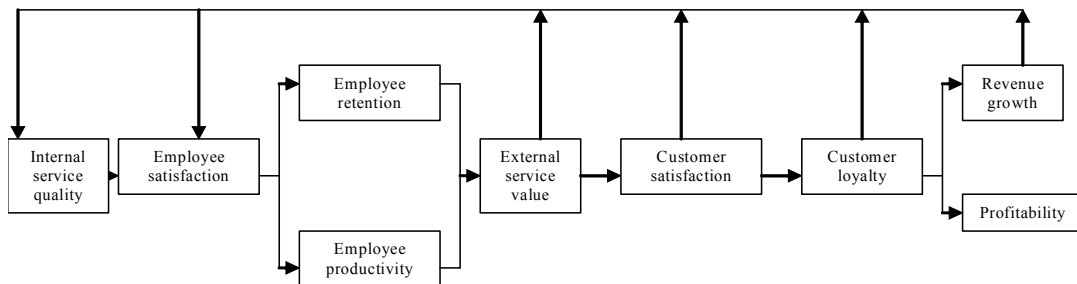 Internal
service
quality
Employee
satisfaction
Employee
retention
Employee
productivity
External
service
value
Customer
satisfaction
Customer
loyalty
Revenue
growth
Profitability